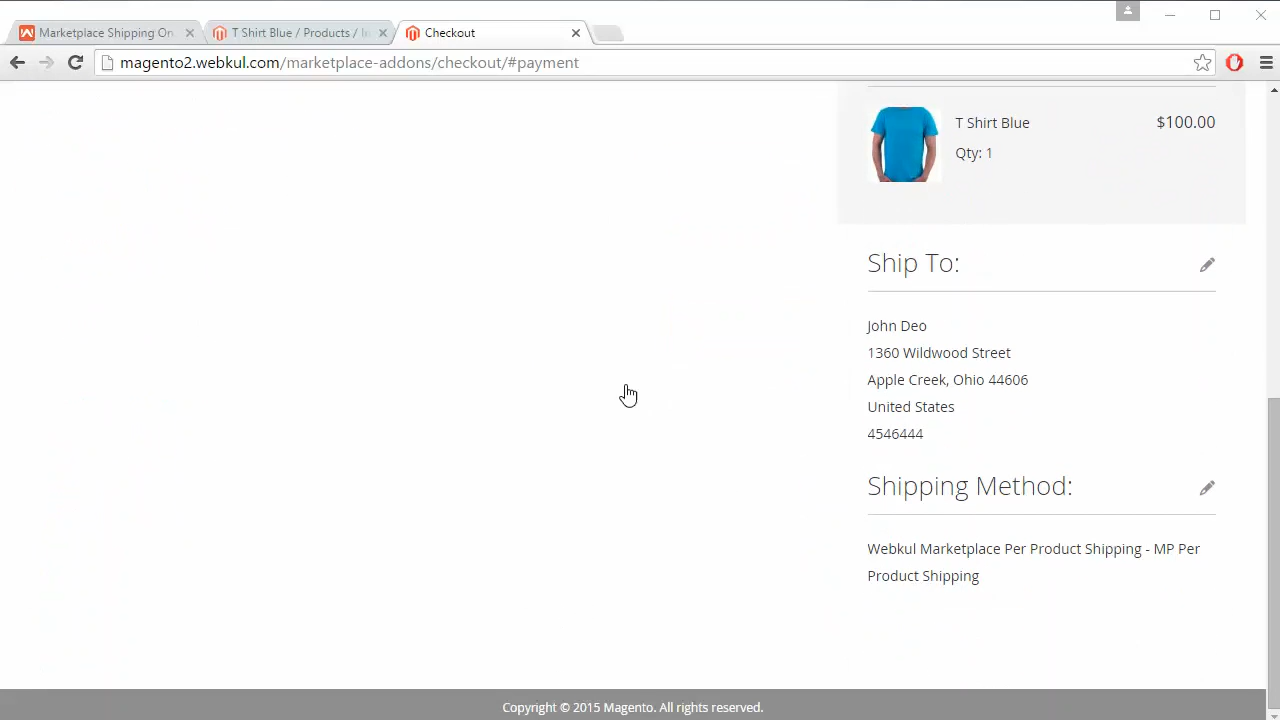 Marketplace Shipping On
T Shirt Blue / Products / I
Checkout
magento2.webkul.com/marketplace-addons/checkout/#payment
T Shirt Blue
$100.00
Qty: 1
Ship To:
John Deo
1360 Wildwood Street
Apple Creek, Ohio 44606
United States
4546444
Shipping Method:
Webkul Marketplace Per Product Shipping - MP Per
Product Shipping
Copyright © 2015 Magento. All rights reserved.